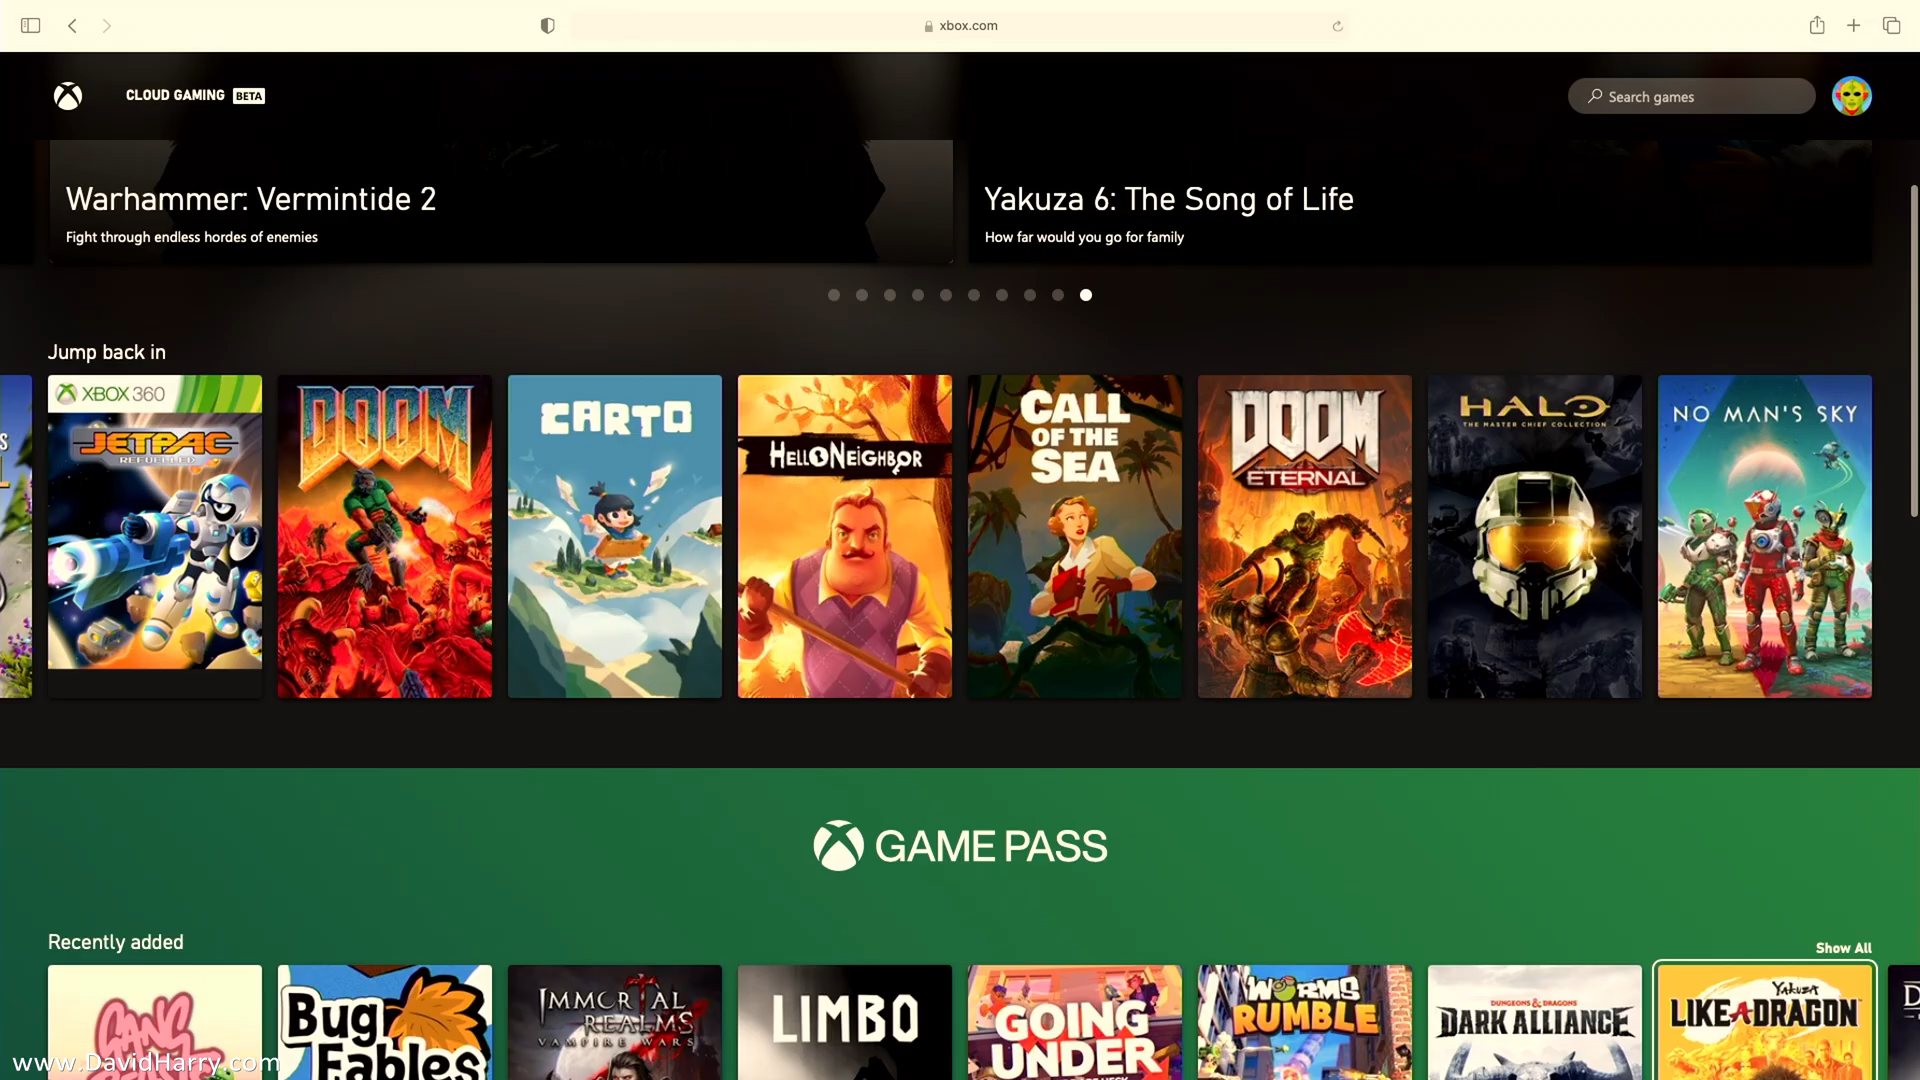 xbox.com
CLOUD GAMING BETA
Search games
Warhammer: Vermintide 2
Fight through endless hordes of enemies
Yakuza 6: The Song of Life
How far would you go for family
Jump back in
XBOX 360
JETPAC
REFUELLED
DOOM
CARTO
HELLO NEIGHBOR
CALL
OF THE
SEA
DOOM
ETERNAL
HALO
THE MASTER CHIEF COLLECTION
NO MAN'S SKY
GAME PASS
Recently added
Show All
GANG
Bug
Fables
IMMORTAL
REALMS
VAMPIRE WARS
LIMBO
GOING
UNDER
WORMS
RUMBLE
DUNGEONS & DRAGONS
DARK ALLIANCE
YAKUZA
LIKE A DRAGON
www.DavidHarry.com